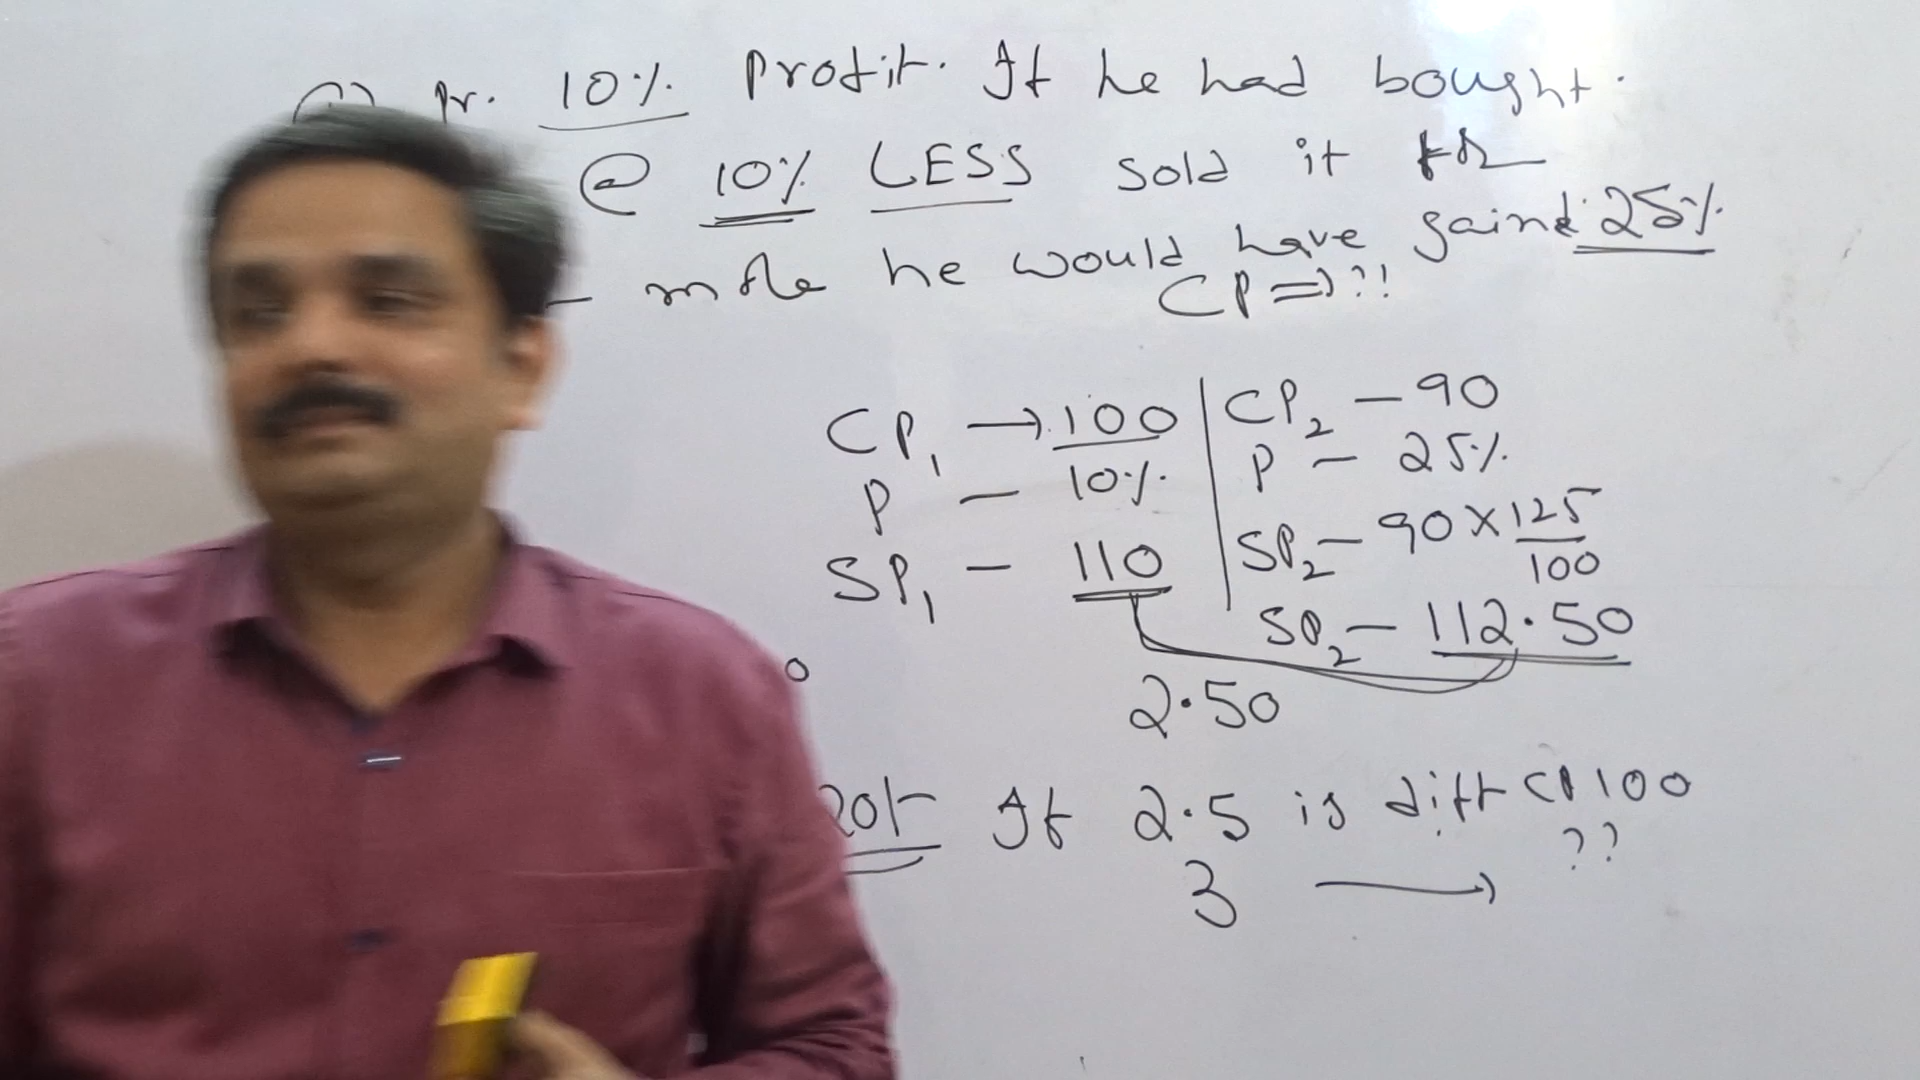 Pr. 10% Profit. If he had bought.
@ 10% LESS sold it for
more he would have gaind 25%
CP => ??
CP1 → 100
P - 10%
SP1 - 110
CP2 - 90
P - 25%
SP2 - 90 x 125/100
SP2 - 112.50
2.50
If 2.5 is diff CP 100
3 → ??